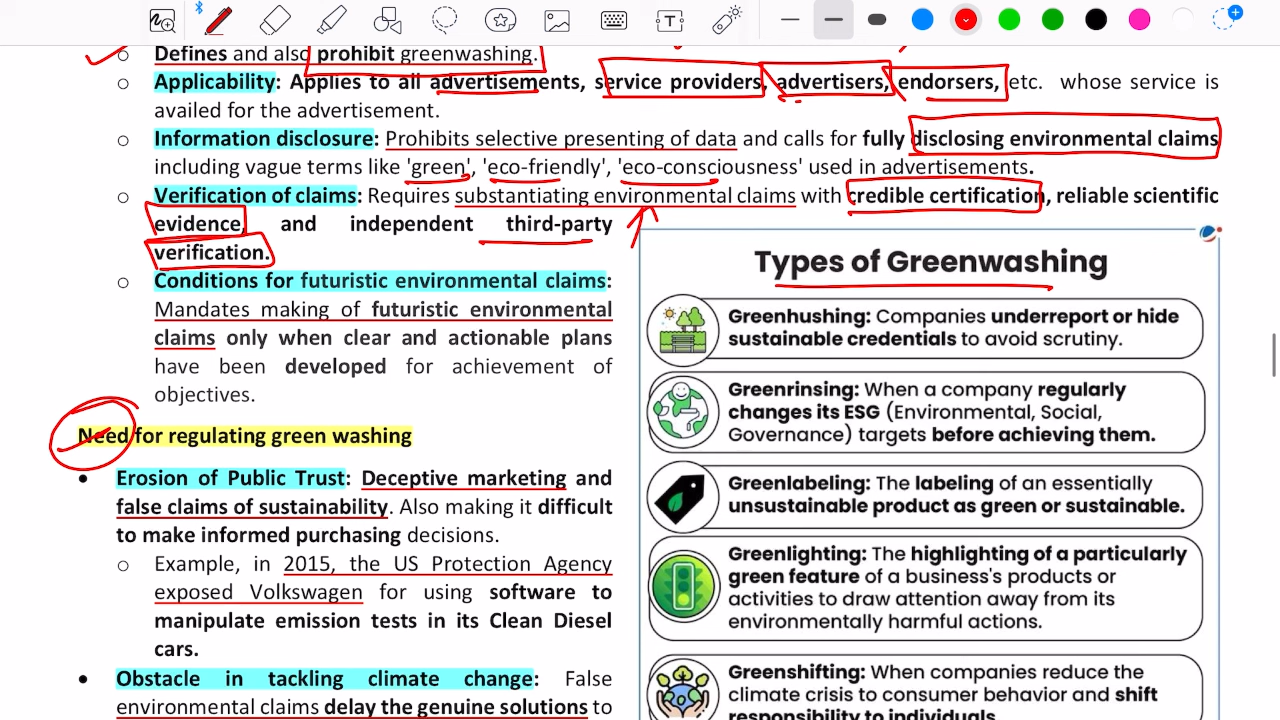 Defines and also prohibit greenwashing.
Applicability: Applies to all advertisements, service providers, advertisers, endorsers, etc. whose service is
availed for the advertisement.
Information disclosure: Prohibits selective presenting of data and calls for fully disclosing environmental claims
including vague terms like 'green', 'eco-friendly', 'eco-consciousness' used in advertisements.
Verification of claims: Requires substantiating environmental claims with credible certification, reliable scientific
evidence, and independent third-party
verification.
Conditions for futuristic environmental claims:
Mandates making of futuristic environmental
claims only when clear and actionable plans
have been developed for achievement of
objectives.
Need for regulating green washing
Erosion of Public Trust: Deceptive marketing and
false claims of sustainability. Also making it difficult
to make informed purchasing decisions.
Example, in 2015, the US Protection Agency
exposed Volkswagen for using software to
manipulate emission tests in its Clean Diesel
cars.
Obstacle in tackling climate change: False
environmental claims delay the genuine solutions to
Types of Greenwashing
Greenhushing: Companies underreport or hide
sustainable credentials to avoid scrutiny.
Greenrinsing: When a company regularly
changes its ESG (Environmental, Social,
Governance) targets before achieving them.
Greenlabeling: The labeling of an essentially
unsustainable product as green or sustainable.
Greenlighting: The highlighting of a particularly
green feature of a business's products or
activities to draw attention away from its
environmentally harmful actions.
Greenshifting: When companies reduce the
climate crisis to consumer behavior and shift
responsibility to individuals.